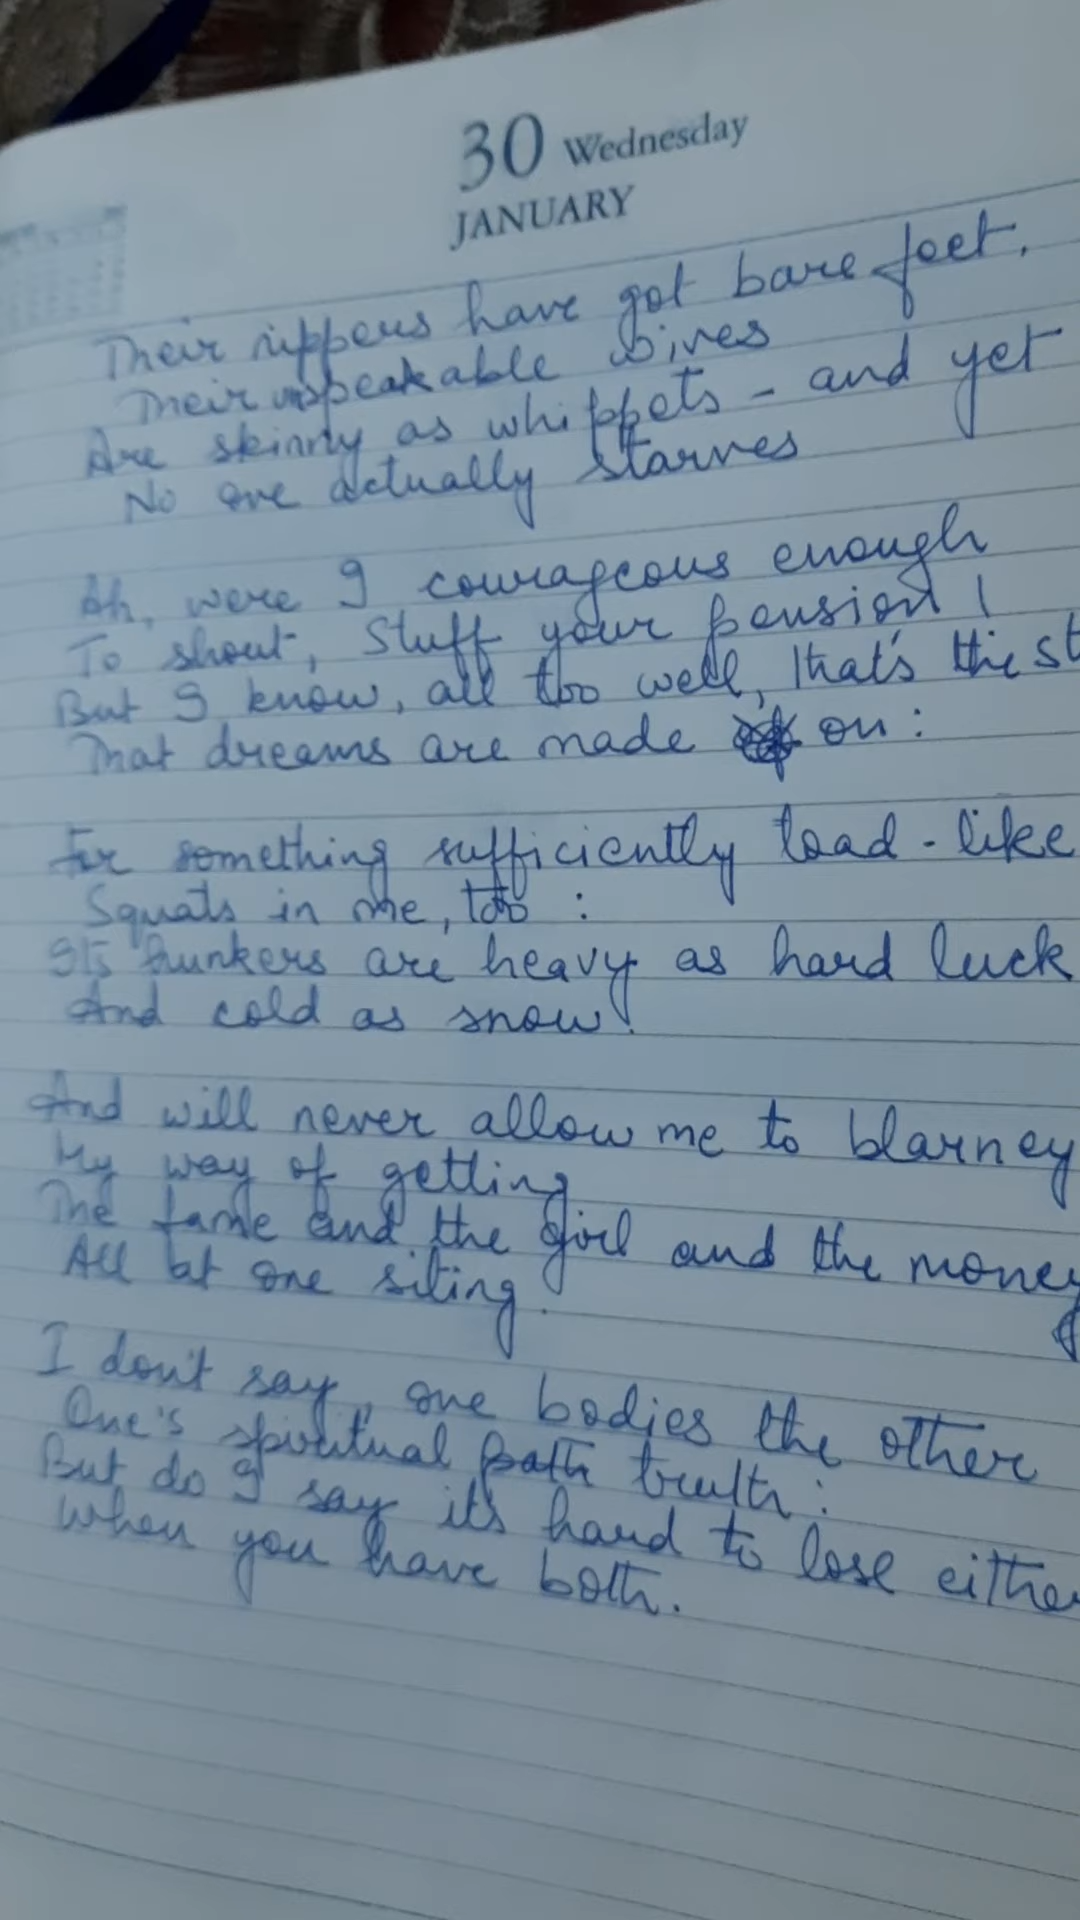 30 Wednesday
JANUARY
Their nippers have got bare feet,
Their unspeakable wives
Are skinny as whippets - and yet
No one actually starves
Ah, were I courageous enough
To shout, Stuff your pension!
But I know, all too well, that's the st
That dreams are made on:
For something sufficiently toad-like
Squats in me, too :
Its hunkers are heavy as hard luck
And cold as snow!
And will never allow me to blarney
My way of getting
The fame and the girl and the money
All at one siting.
I don't say, one bodies the other
One's spiritual path truth :
But do I say it's hard to lose either
When you have both.